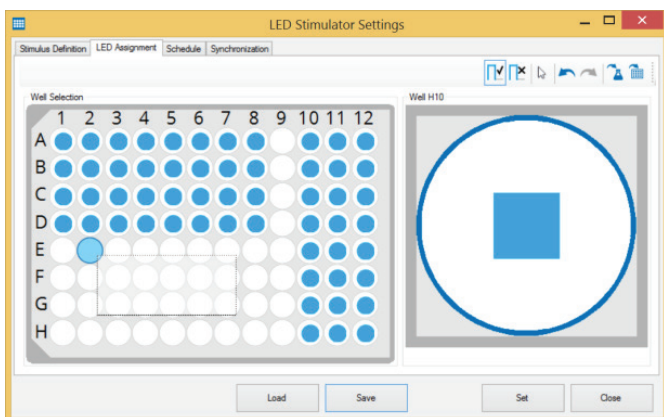 LED Stimulator Settings
Stimulus Definition LED Assignment Schedule Synchronization
Well Selection
Well H10
1 2 3 4 5 6 7 8 9 10 11 12
A
B
C
D
E
F
G
H
Load Save Set Close